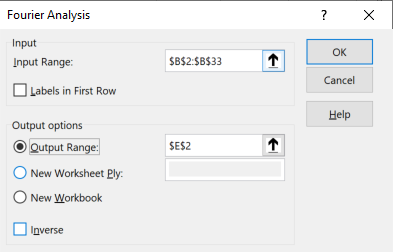 Fourier Analysis
?
Input
Input Range:
$B$2:$B$33
Labels in First Row
Output options
Output Range:
$E$2
New Worksheet Ply:
New Workbook
Inverse
OK
Cancel
Help